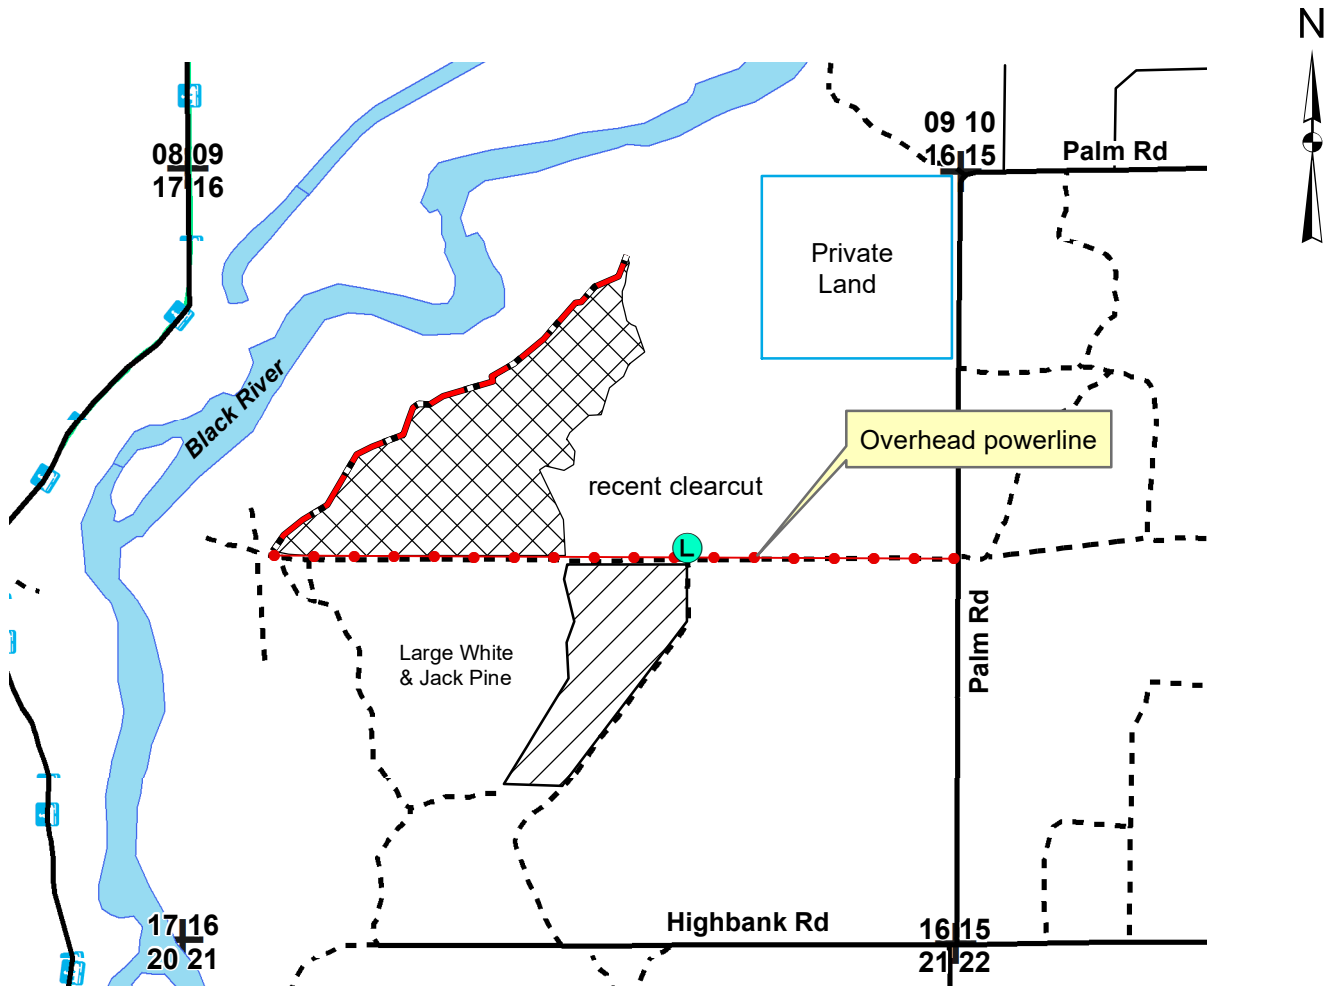 N
09 10
16 15
Palm Rd
08 09
17 16
Private
Land
Black River
Overhead powerline
recent clearcut
L
Palm Rd
Large White
& Jack Pine
Highbank Rd
17 16
20 21
16 15
21 22